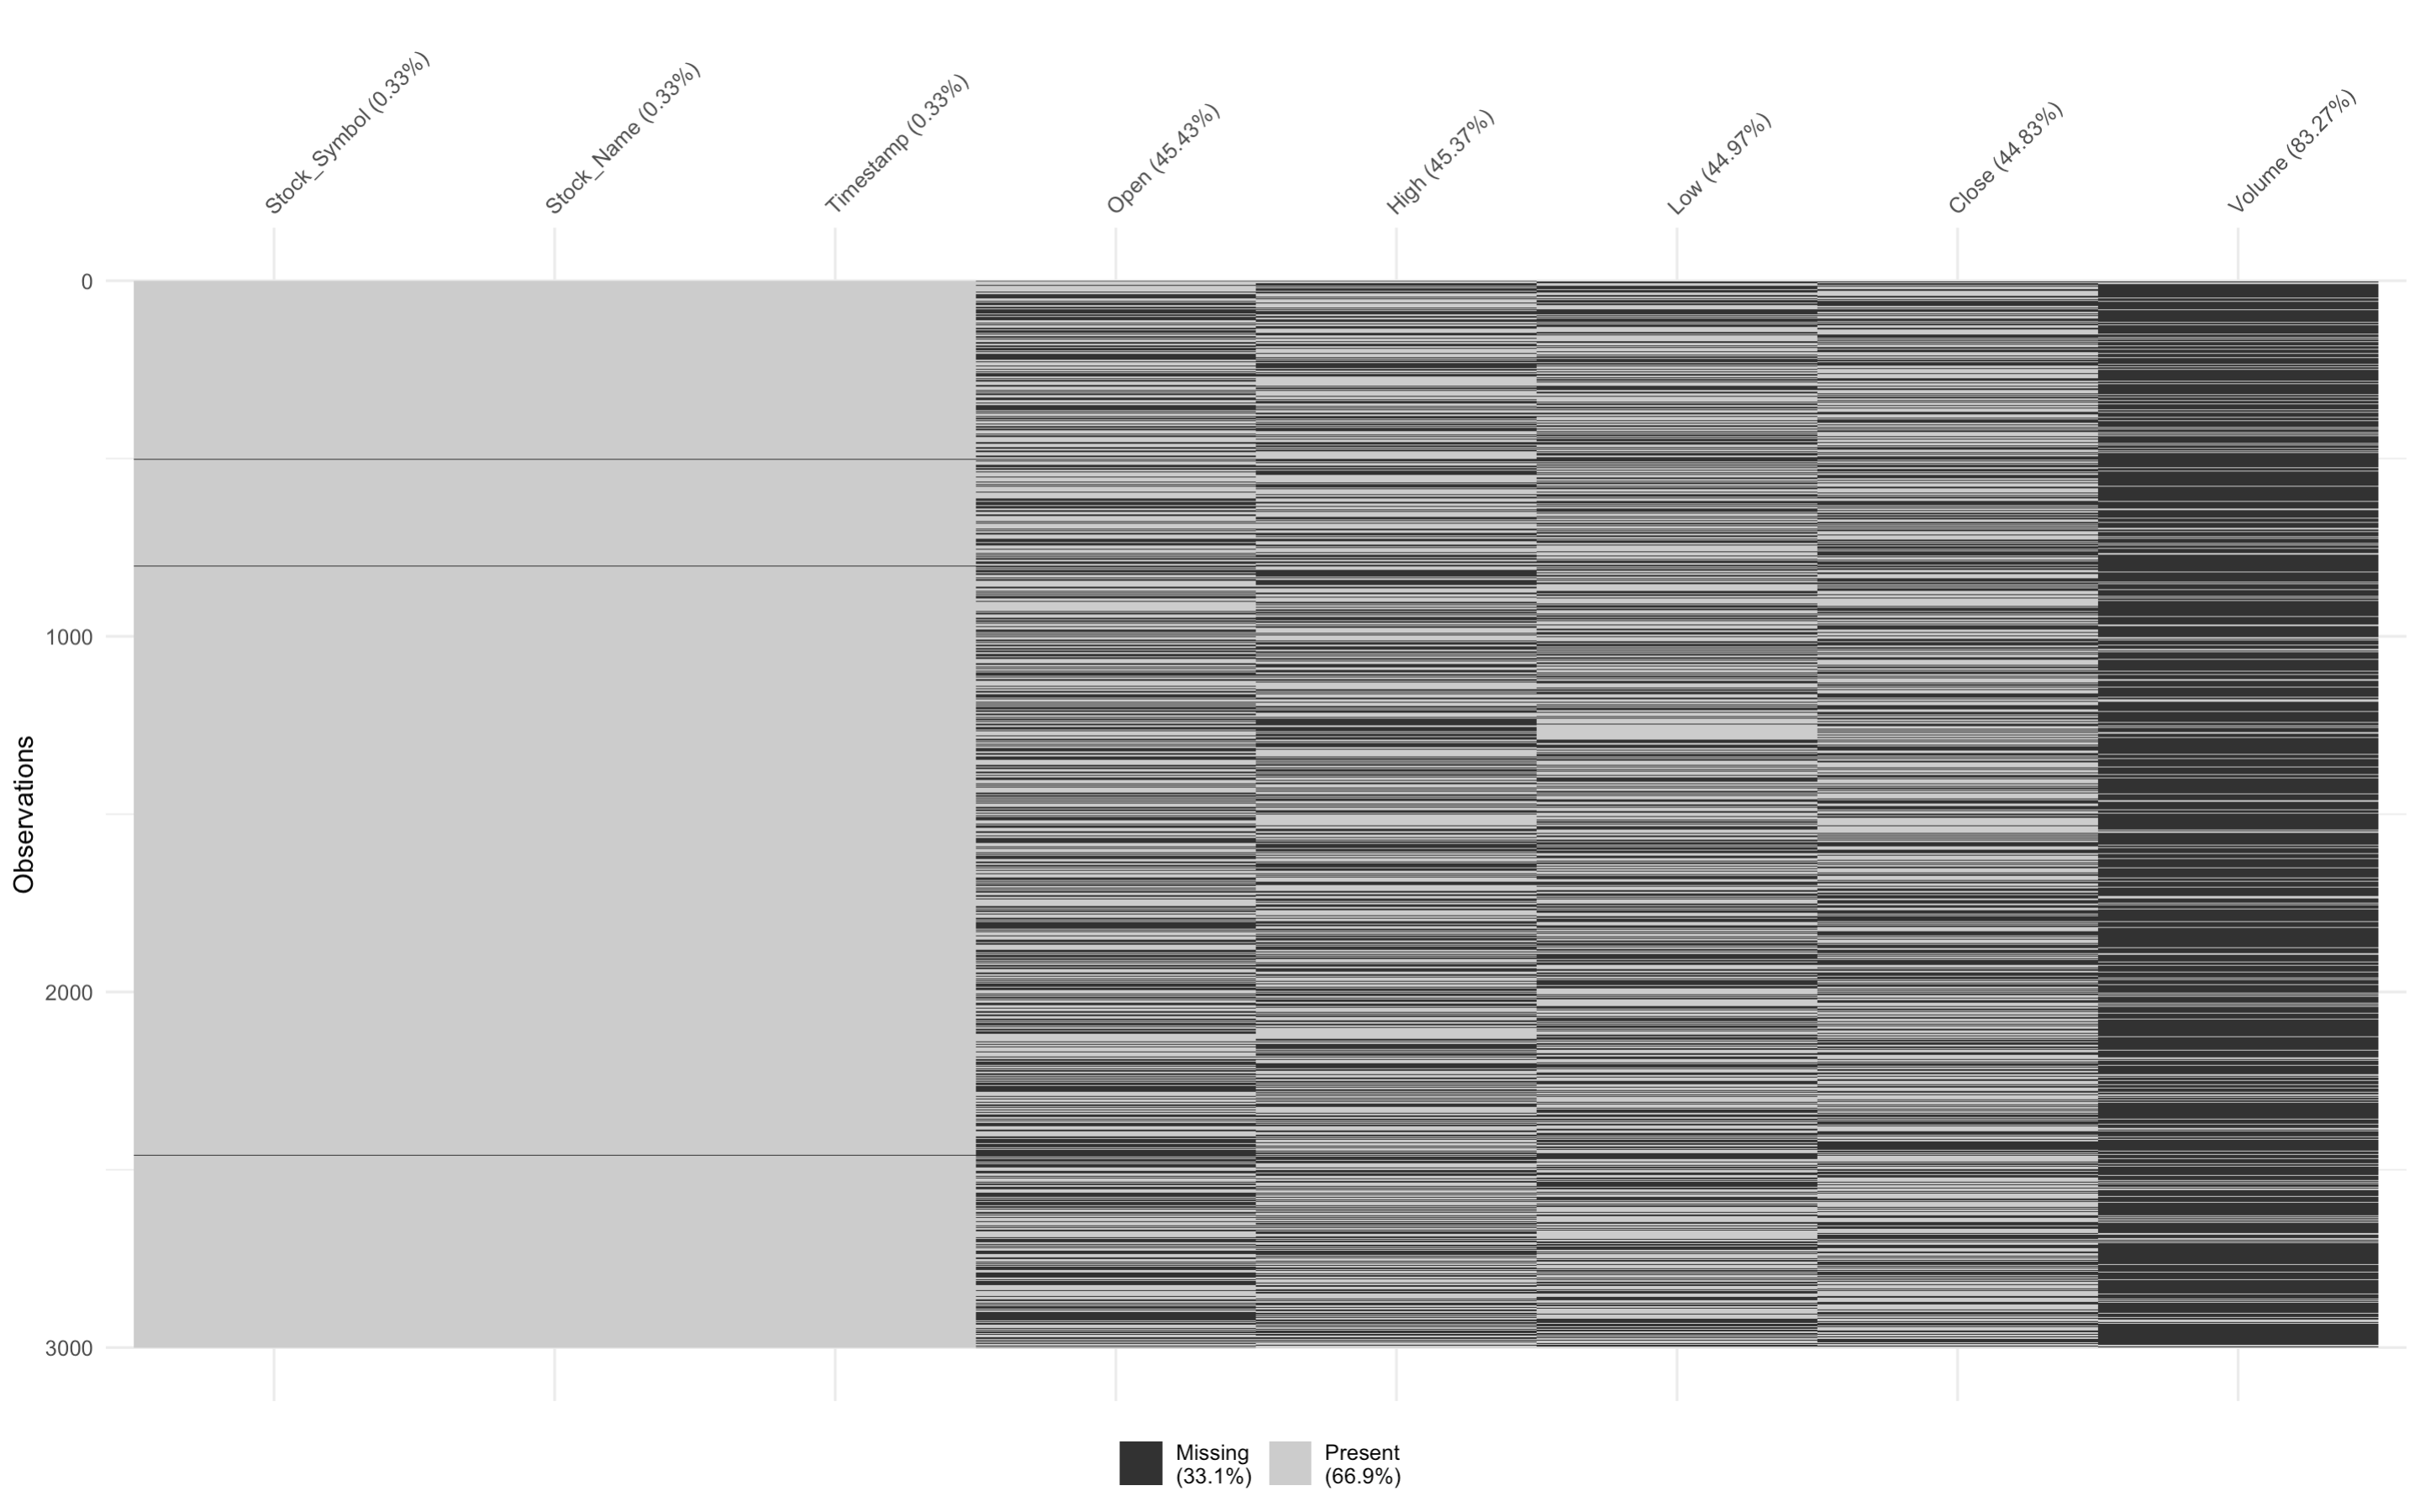 Stock_Symbol (0.33%)
Stock_Name (0.33%)
Timestamp (0.33%)
Open (45.43%)
High (45.37%)
Low (44.97%)
Close (44.83%)
Volume (83.27%)
0
1000
2000
3000
Observations
Missing
(33.1%)
Present
(66.9%)